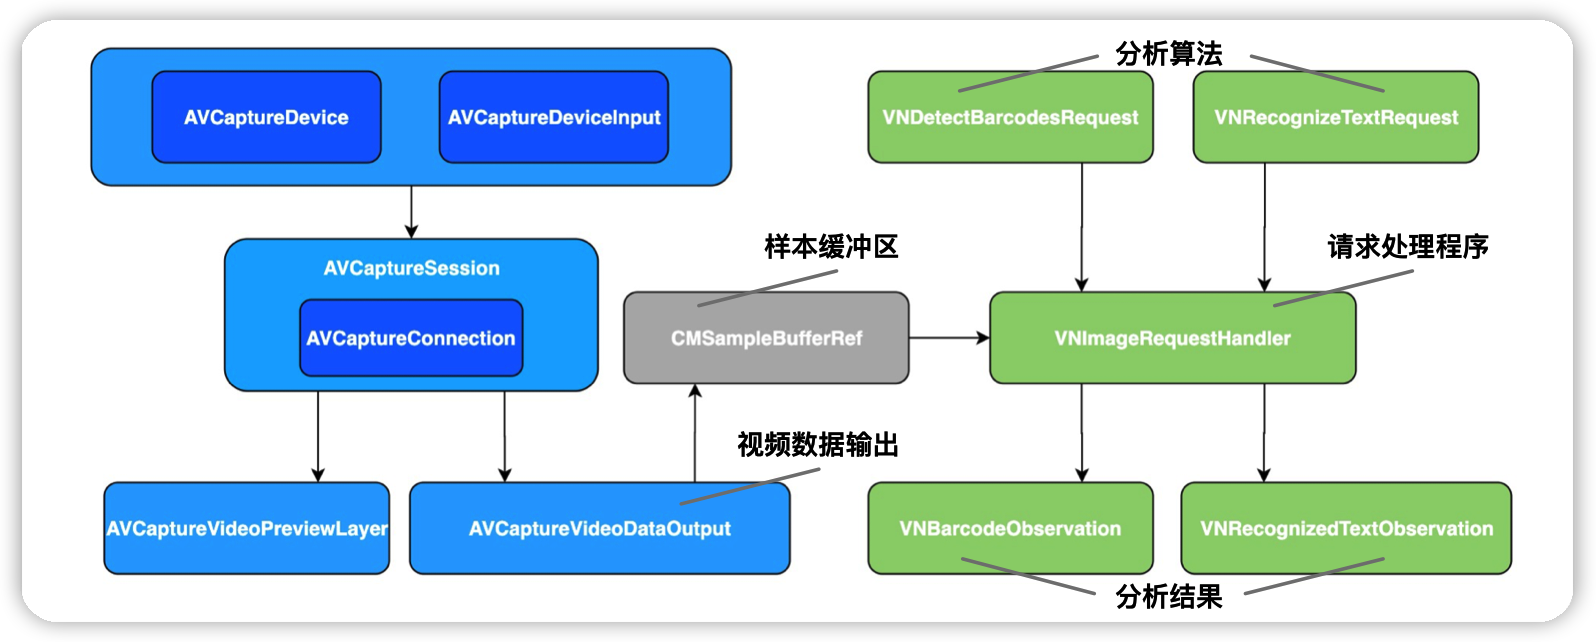 分析算法
AVCaptureDevice
AVCaptureDeviceInput
VNDetectBarcodesRequest
VNRecognizeTextRequest
样本缓冲区
请求处理程序
AVCaptureSession
AVCaptureConnection
CMSampleBufferRef
VNImageRequestHandler
视频数据输出
AVCaptureVideoPreviewLayer
AVCaptureVideoDataOutput
VNBarcodeObservation
VNRecognizedTextObservation
分析结果